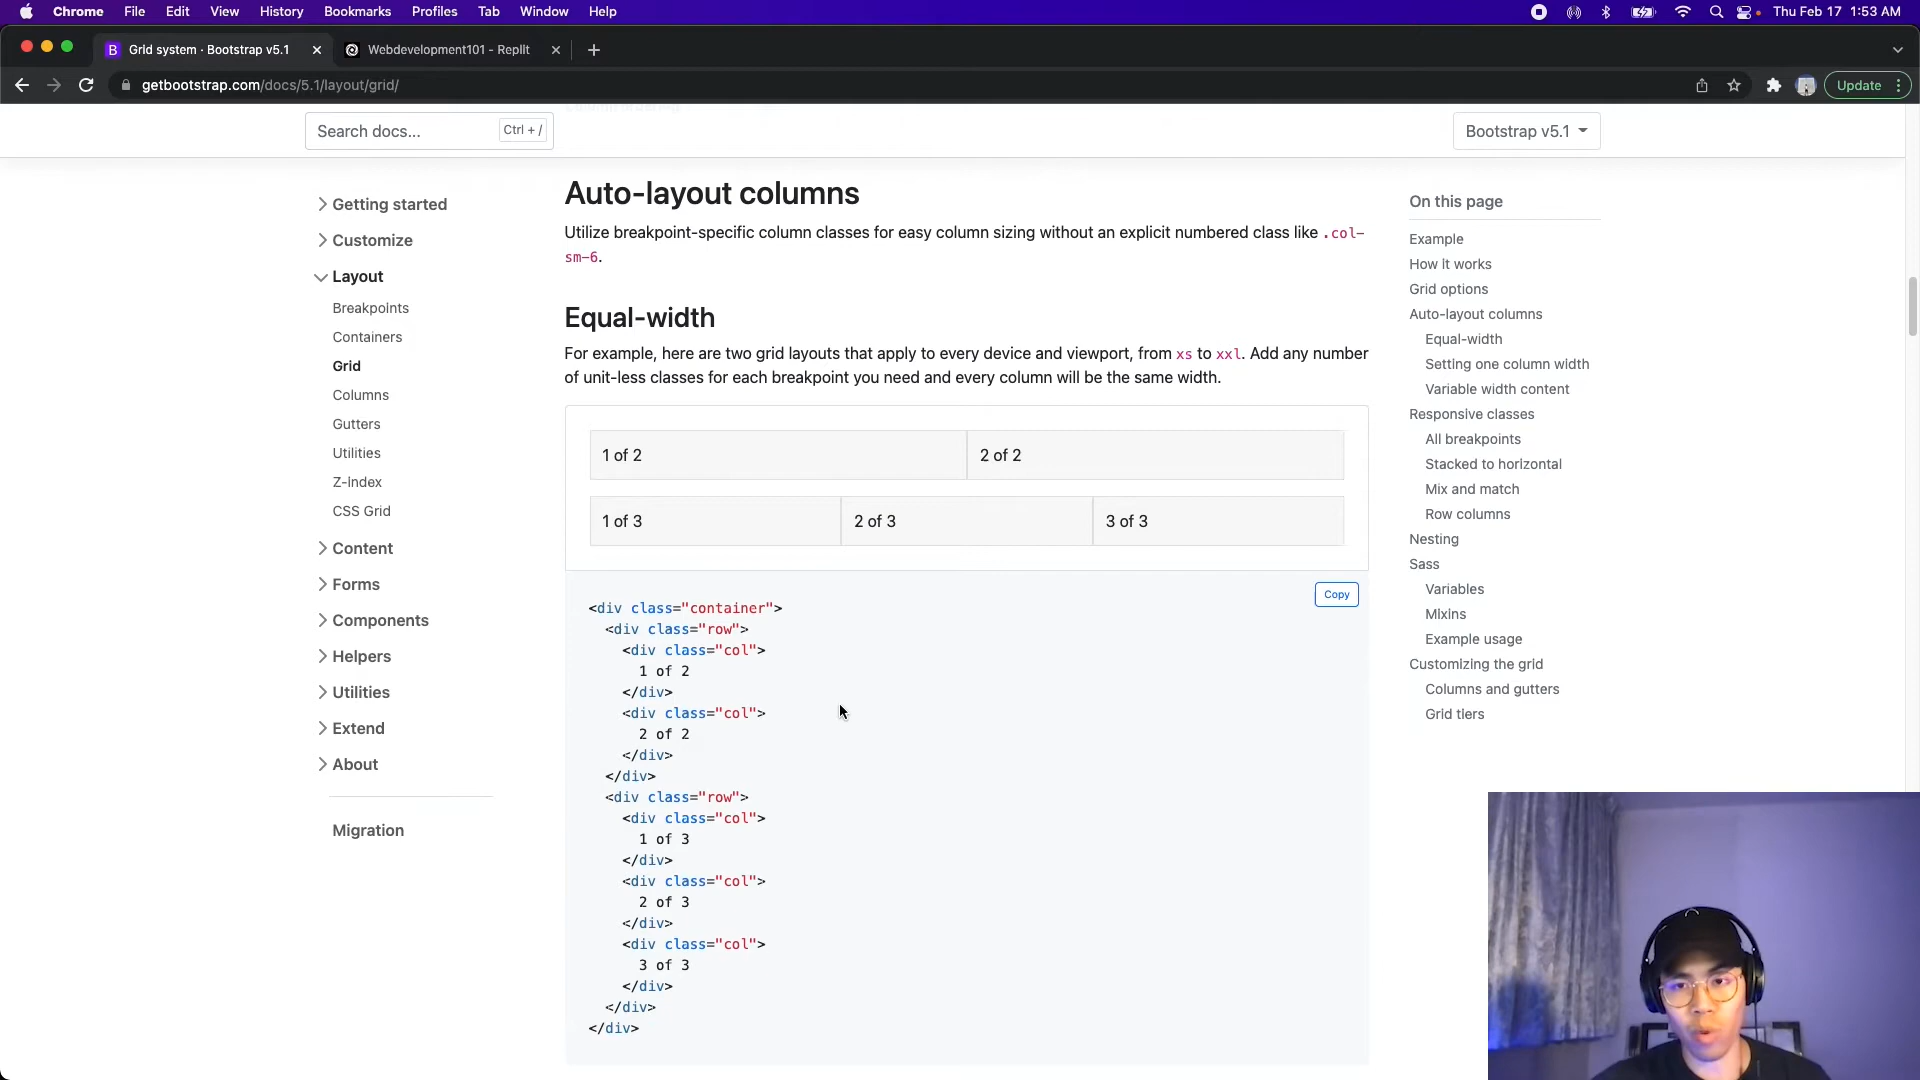 Chrome File Edit View History Bookmarks Profiles Tab Window Help
Thu Feb 17 1:53 AM
Grid system · Bootstrap v5.1
Webdevelopment101 - Replit
getbootstrap.com/docs/5.1/layout/grid/
Update
Search docs...
Ctrl + /
Bootstrap v5.1
Getting started
Customize
Layout
Breakpoints
Containers
Grid
Columns
Gutters
Utilities
Z-index
CSS Grid
Content
Forms
Components
Helpers
Utilities
Extend
About
Migration
Auto-layout columns
Utilize breakpoint-specific column classes for easy column sizing without an explicit numbered class like .col-
sm-6.
Equal-width
For example, here are two grid layouts that apply to every device and viewport, from xs to xxl. Add any number
of unit-less classes for each breakpoint you need and every column will be the same width.
1 of 2
2 of 2
1 of 3
2 of 3
3 of 3
Copy
<div class="container">
<div class="row">
<div class="col">
1 of 2
</div>
<div class="col">
2 of 2
</div>
</div>
<div class="row">
<div class="col">
1 of 3
</div>
<div class="col">
2 of 3
</div>
<div class="col">
3 of 3
</div>
</div>
</div>
On this page
Example
How it works
Grid options
Auto-layout columns
Equal-width
Setting one column width
Variable width content
Responsive classes
All breakpoints
Stacked to horizontal
Mix and match
Row columns
Nesting
Sass
Variables
Mixins
Example usage
Customizing the grid
Columns and gutters
Grid tiers